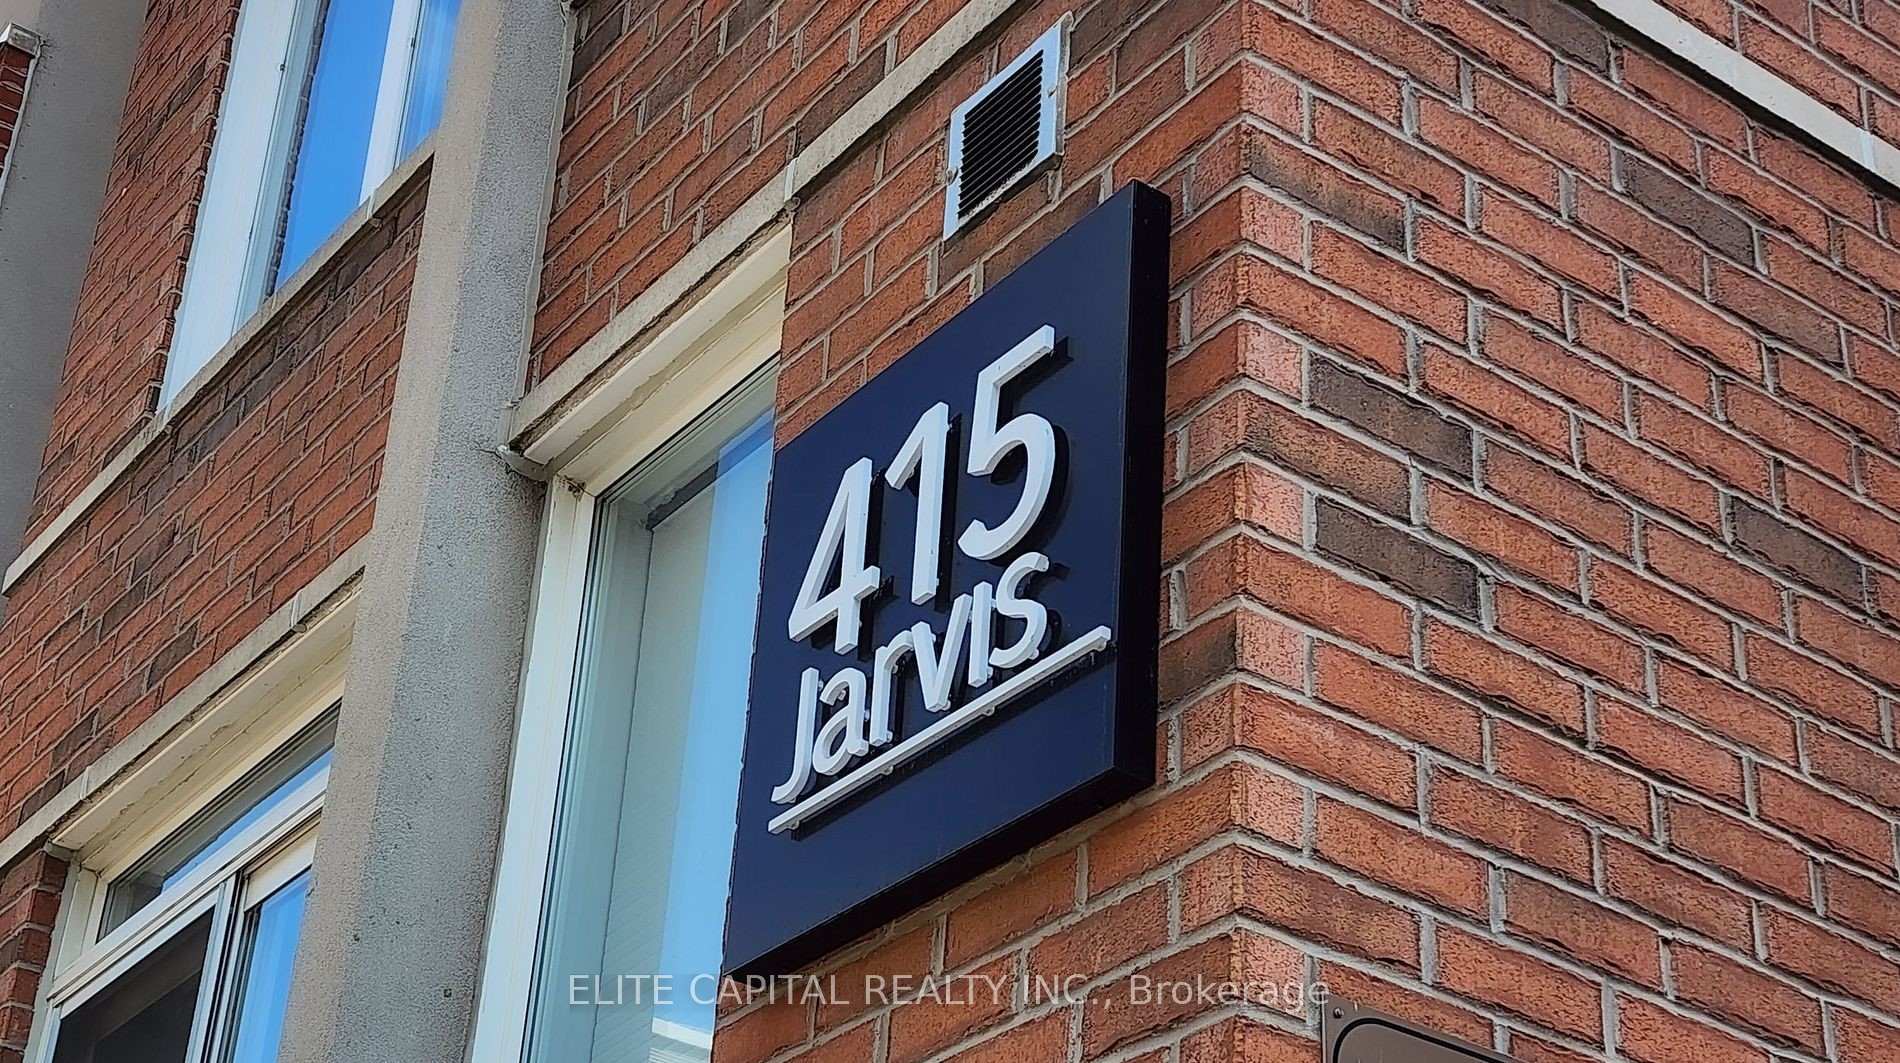 415
Jarvis
ELITE CAPITAL REALTY INC., Brokerage